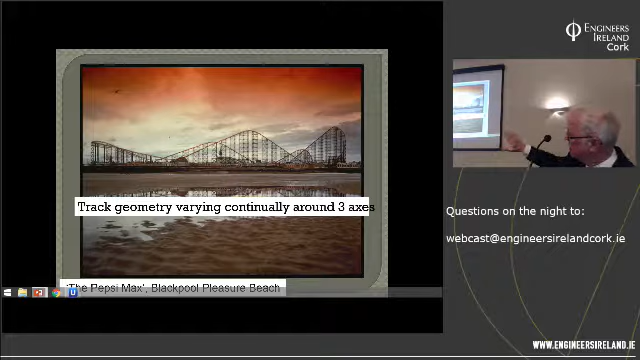 ENGINEERS
IRELAND
Cork
Track geometry varying continually around 3 axes
Questions on the night to:
webcast@engineersirelandcork.ie
'The Pepsi Max', Blackpool Pleasure Beach
WWW.ENGINEERSIRELAND.IE